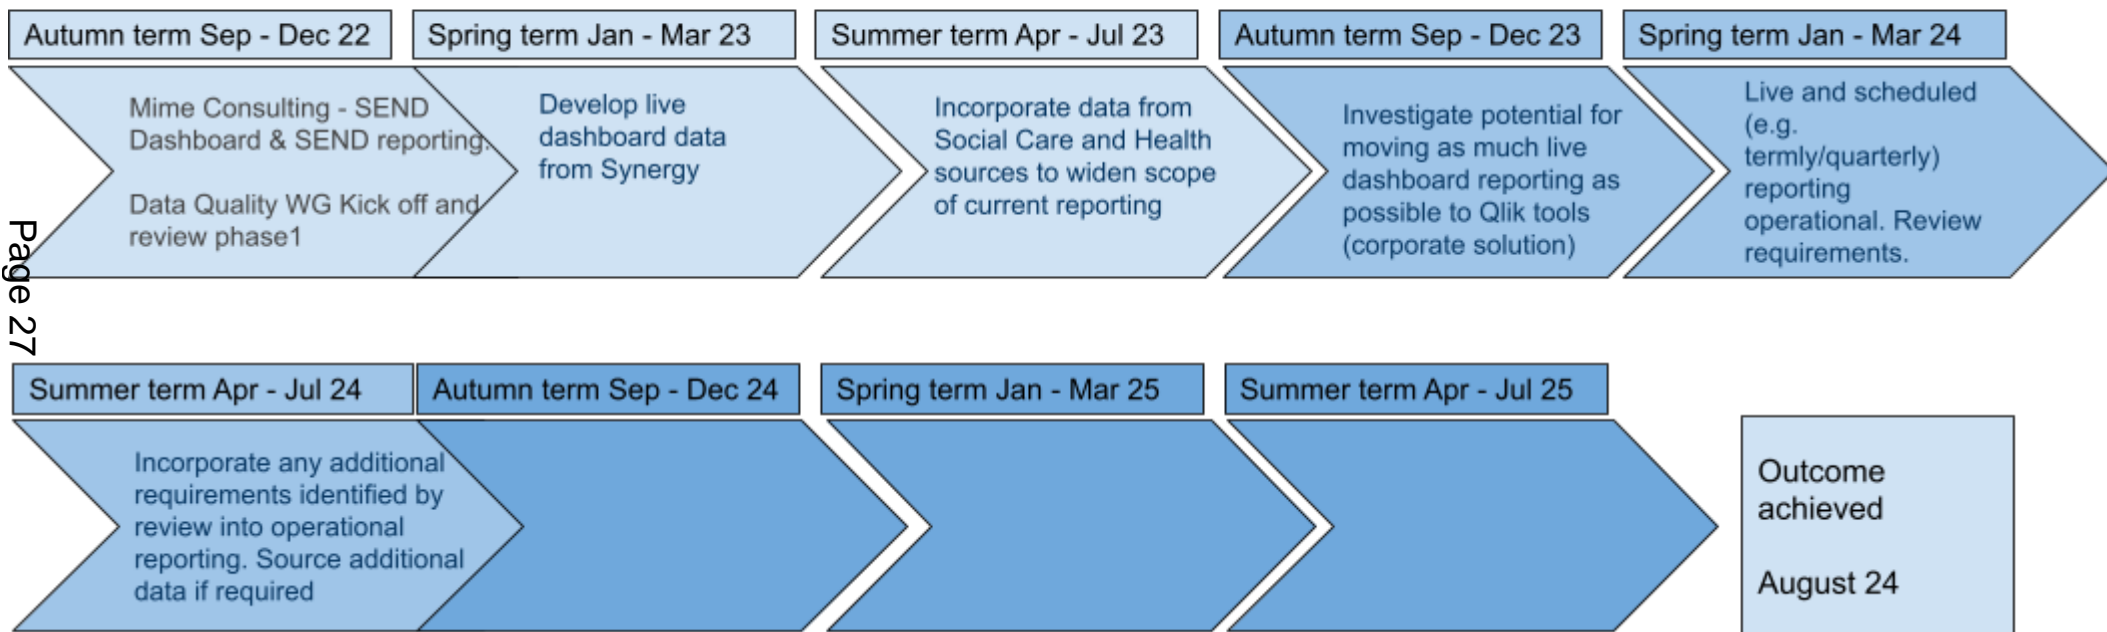 Autumn term Sep - Dec 22
Spring term Jan - Mar 23
Summer term Apr - Jul 23
Autumn term Sep - Dec 23
Spring term Jan - Mar 24
Mime Consulting - SEND
Dashboard & SEND reporting.
Data Quality WG Kick off and
review phase1
Develop live
dashboard data
from Synergy
Incorporate data from
Social Care and Health
sources to widen scope
of current reporting
Investigate potential for
moving as much live
dashboard reporting as
possible to Qlik tools
(corporate solution)
Live and scheduled
(e.g.
termly/quarterly)
reporting
operational. Review
requirements.
Page 27
Summer term Apr - Jul 24
Autumn term Sep - Dec 24
Spring term Jan - Mar 25
Summer term Apr - Jul 25
Incorporate any additional
requirements identified by
review into operational
reporting. Source additional
data if required
Outcome
achieved
August 24